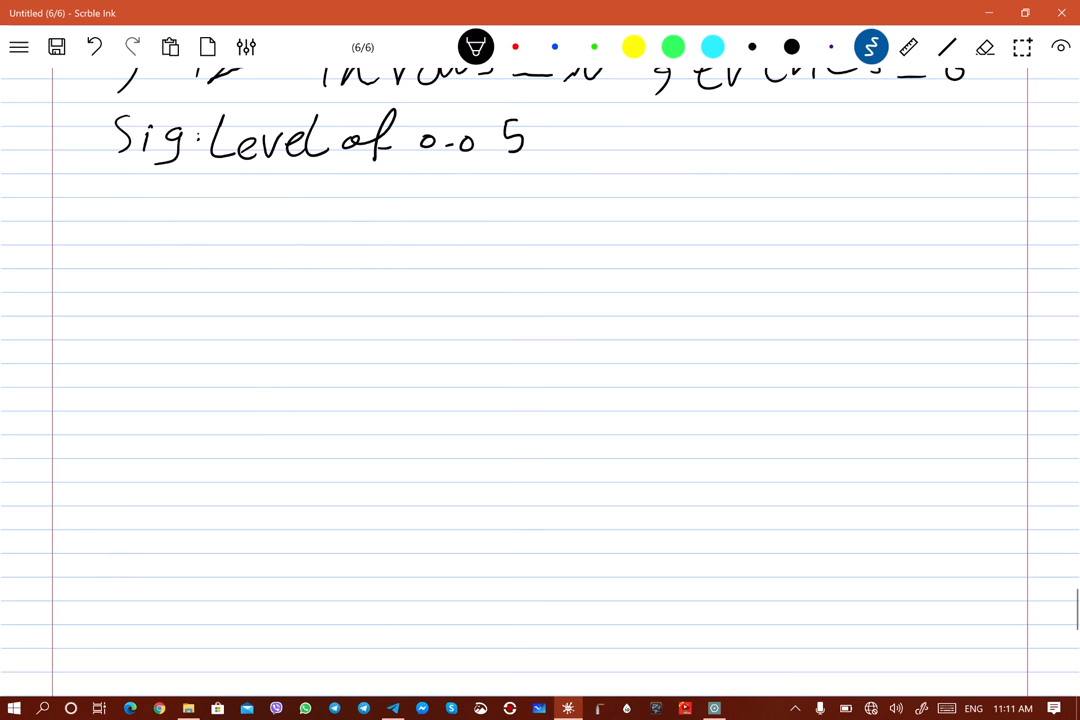 Untitled (6/6) - Scrble Ink
(6/6)
Sig: Level of 0.05
ENG 11:11 AM